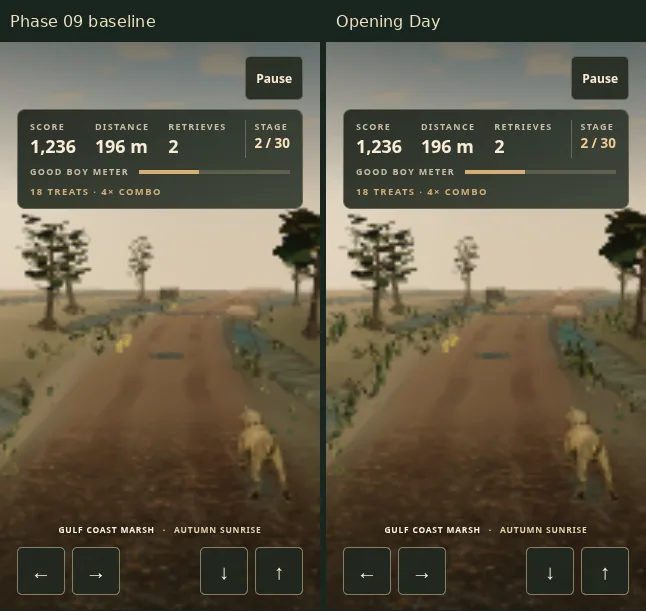 Phase 09 baseline
Pause
SCORE DISTANCE RETRIEVES STAGE
1,236 196 m 2 2 / 30
GOOD BOY METER
18 TREATS · 4× COMBO
GULF COAST MARSH · AUTUMN SUNRISE
← → ↓ ↑
Opening Day
Pause
SCORE DISTANCE RETRIEVES STAGE
1,236 196 m 2 2 / 30
GOOD BOY METER
18 TREATS · 4× COMBO
GULF COAST MARSH · AUTUMN SUNRISE
← → ↓ ↑